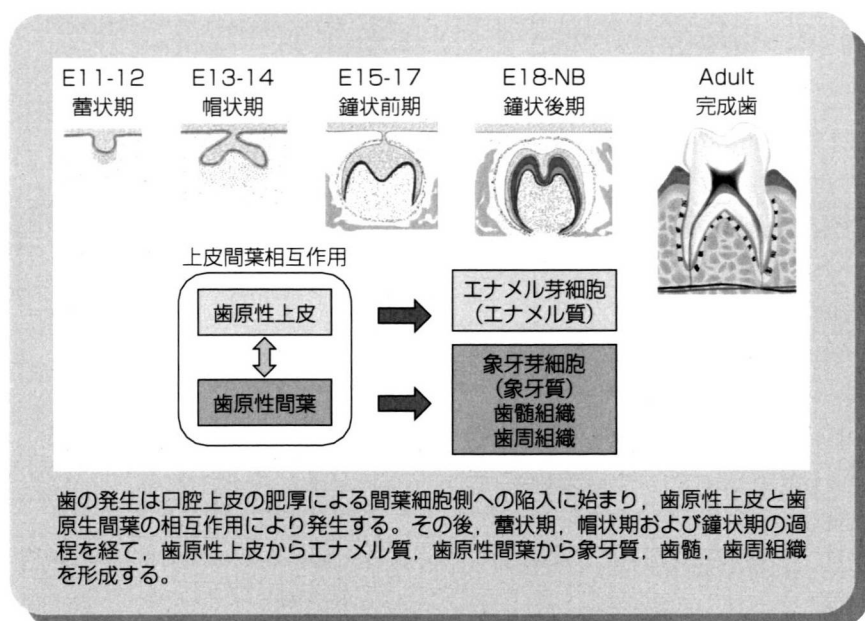 E11-12
蕾状期
E13-14
帽状期
E15-17
鐘状前期
E18-NB
鐘状後期
Adult
完成歯
上皮間葉相互作用
歯原性上皮
歯原性間葉
エナメル芽細胞
(エナメル質)
象牙芽細胞
(象牙質)
歯髄組織
歯周組織
歯の発生は口腔上皮の肥厚による間葉細胞側への陥入に始まり，歯原性上皮と歯
原生間葉の相互作用により発生する。その後，蕾状期，帽状期および鐘状期の過
程を経て，歯原性上皮からエナメル質，歯原性間葉から象牙質，歯髄，歯周組織
を形成する。